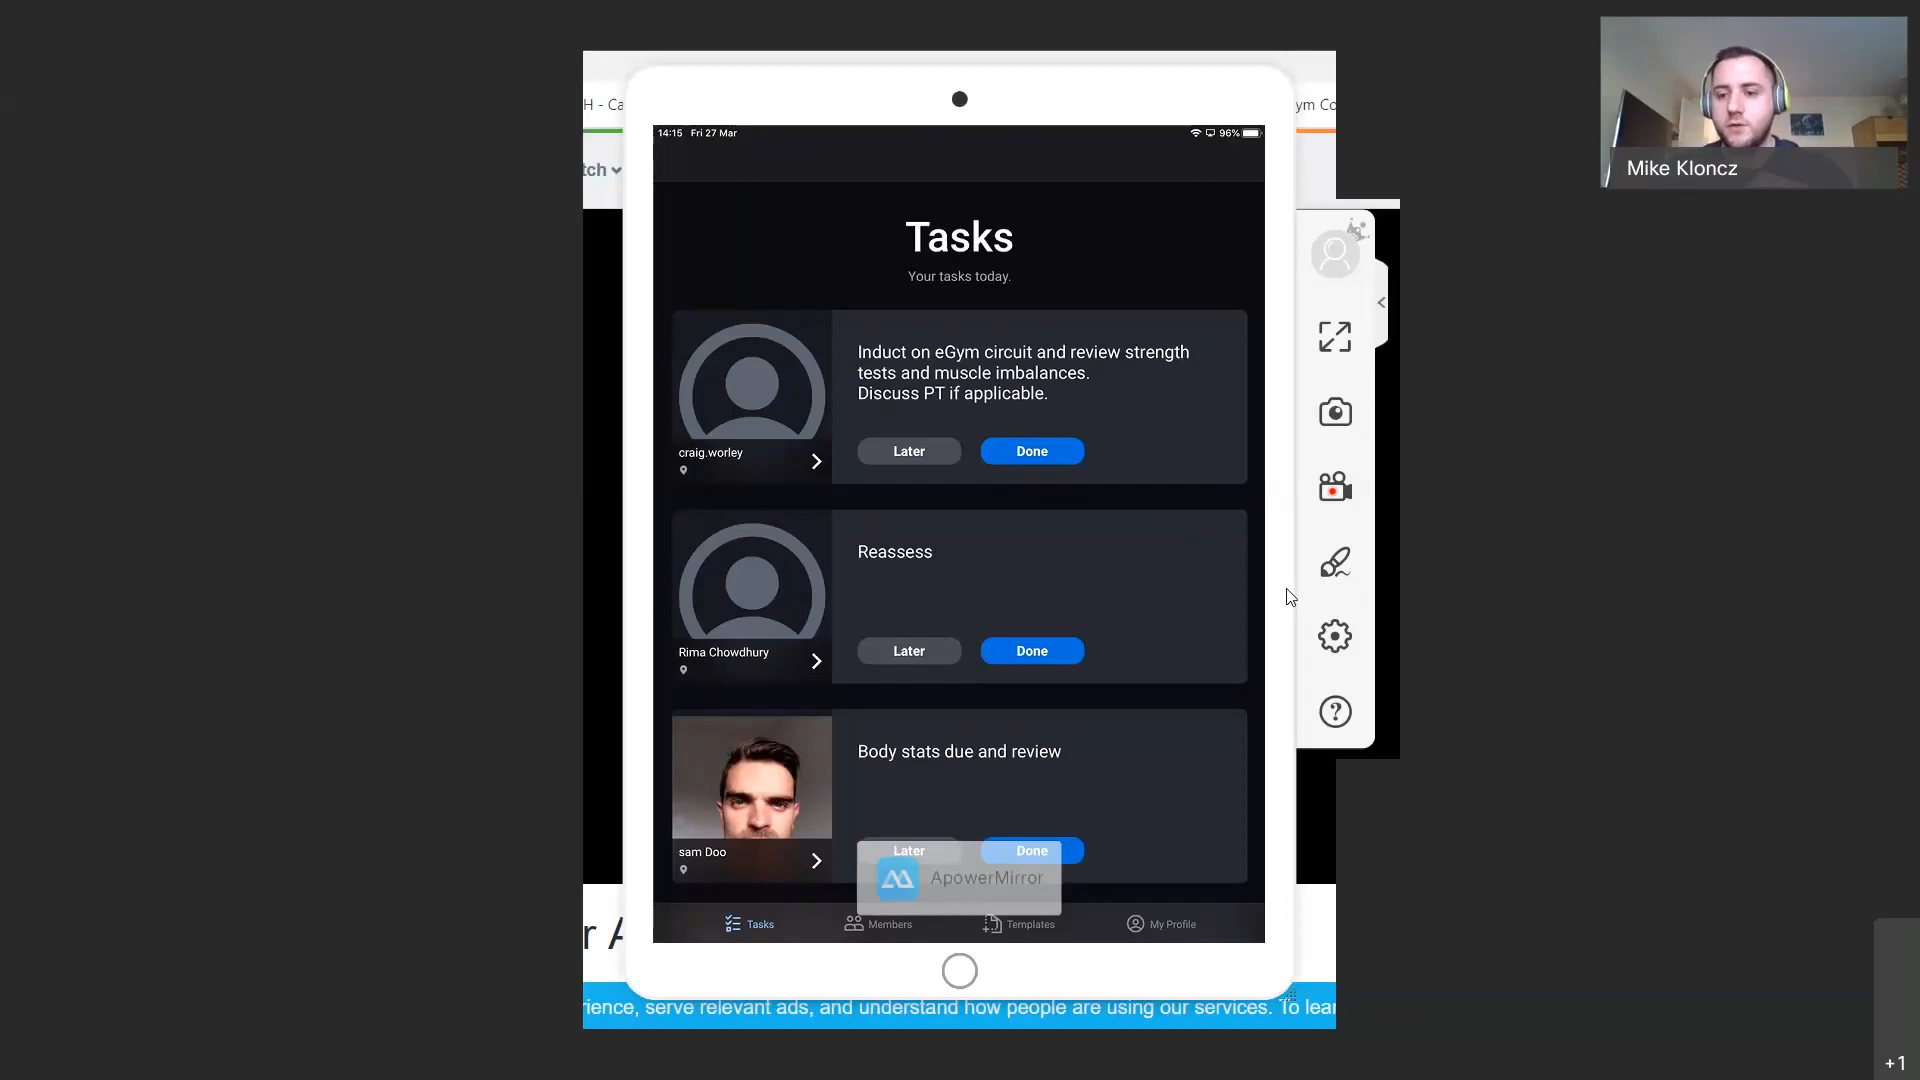 Mike Kloncz
H - Ca
ym Co
tch
14:15 Fri 27 Mar
96%
Tasks
Your tasks today.
Induct on eGym circuit and review strength
tests and muscle imbalances.
Discuss PT if applicable.
Later
Done
craig.worley
Reassess
Later
Done
Rima Chowdhury
Body stats due and review
Later
Done
sam Doo
ApowerMirror
Tasks
Members
Templates
My Profile
r A
rience, serve relevant ads, and understand how people are using our services. To lear
+1